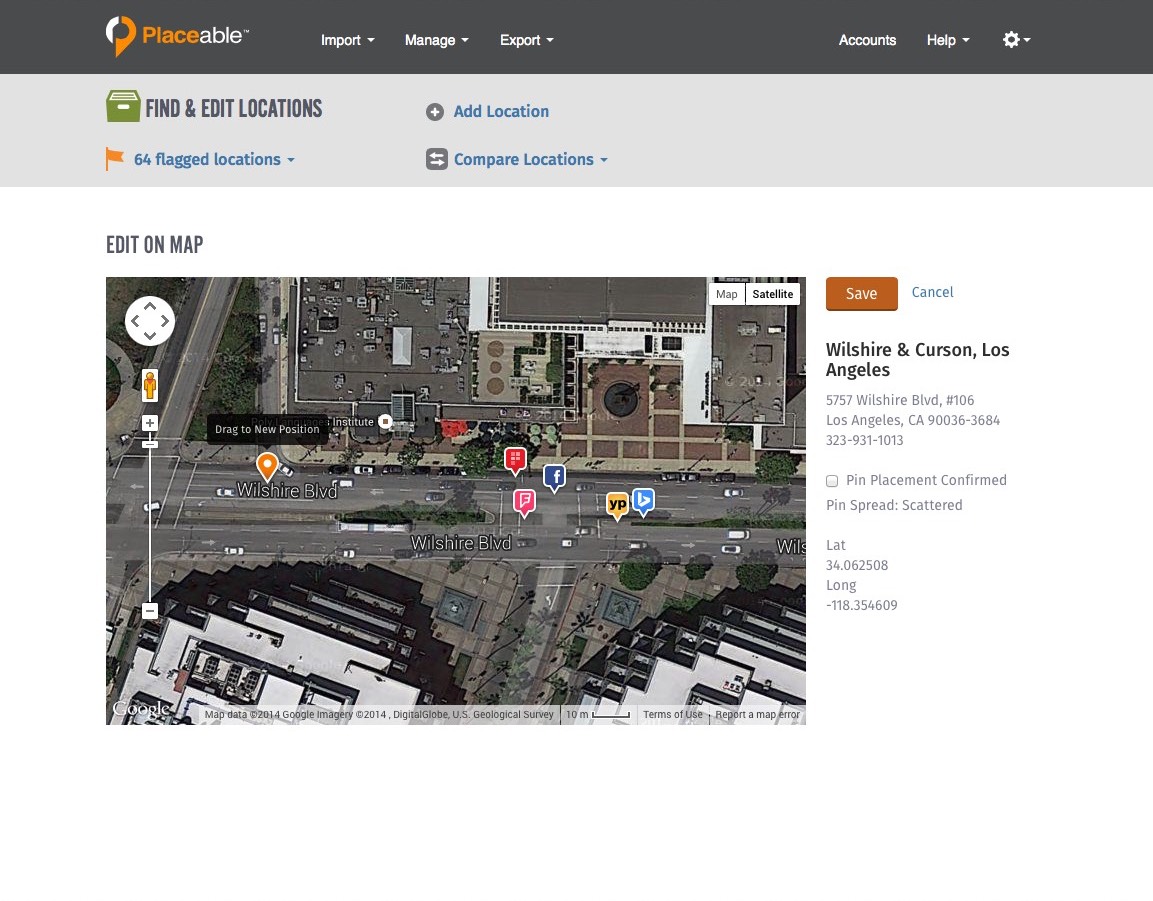 Placeable™
Import
Manage
Export
Accounts
Help
FIND & EDIT LOCATIONS
Add Location
64 flagged locations
Compare Locations
EDIT ON MAP
Map
Satellite
Save
Cancel
Institute
Drag to New Position
f
yp
Wilshire Blvd
Wilshire Blvd
Wils
Google
Map data ©2014 Google Imagery ©2014 , DigitalGlobe, U.S. Geological Survey
10 m
Terms of Use
Report a map error
Wilshire & Curson, Los
Angeles
5757 Wilshire Blvd, #106
Los Angeles, CA 90036-3684
323-931-1013
Pin Placement Confirmed
Pin Spread: Scattered
Lat
34.062508
Long
-118.354609